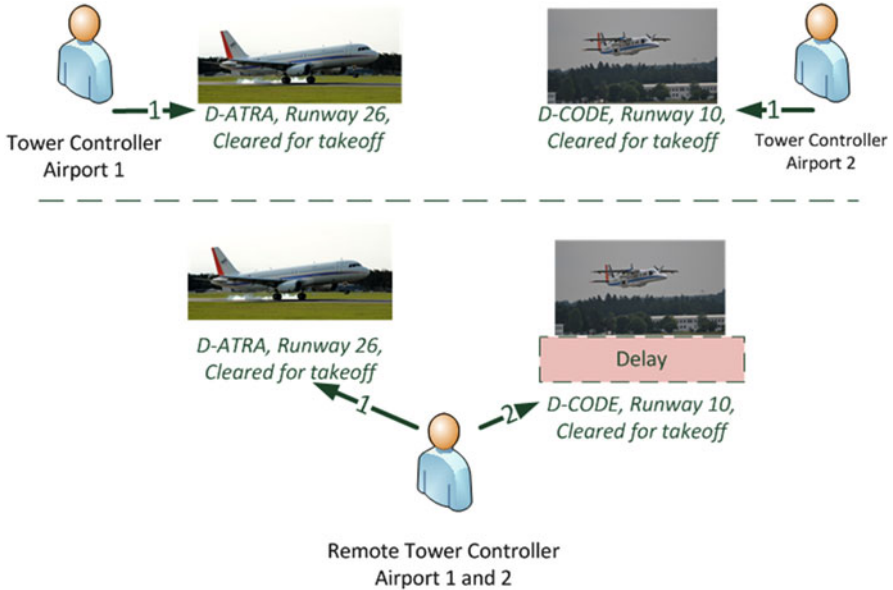 1
D-ATRA, Runway 26,
Cleared for takeoff
Tower Controller
Airport 1
1
D-CODE, Runway 10,
Cleared for takeoff
Tower Controller
Airport 2
D-ATRA, Runway 26,
Cleared for takeoff
Delay
D-CODE, Runway 10,
Cleared for takeoff
1
2
Remote Tower Controller
Airport 1 and 2